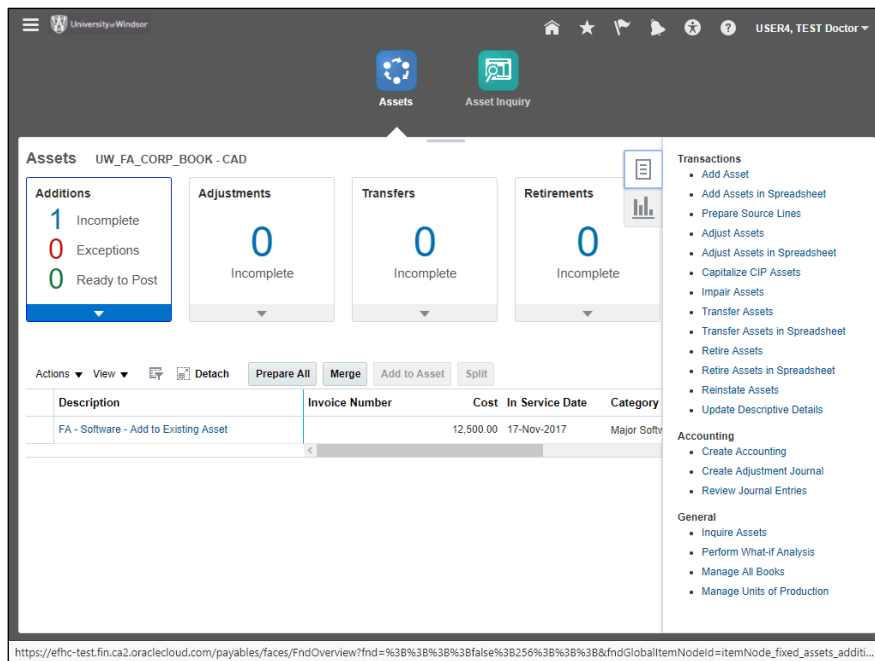 University of Windsor
USER4, TEST Doctor
Assets
Asset Inquiry
Assets UW_FA_CORP_BOOK - CAD
Additions
1 Incomplete
0 Exceptions
0 Ready to Post
Adjustments
0
Incomplete
Transfers
0
Incomplete
Retirements
0
Incomplete
Actions View Detach Prepare All Merge Add to Asset Split
Description Invoice Number Cost In Service Date Category
FA - Software - Add to Existing Asset 12,500.00 17-Nov-2017 Major Softw
Transactions
Add Asset
Add Assets in Spreadsheet
Prepare Source Lines
Adjust Assets
Adjust Assets in Spreadsheet
Capitalize CIP Assets
Impair Assets
Transfer Assets
Transfer Assets in Spreadsheet
Retire Assets
Retire Assets in Spreadsheet
Reinstate Assets
Update Descriptive Details
Accounting
Create Accounting
Create Adjustment Journal
Review Journal Entries
General
Inquire Assets
Perform What-if Analysis
Manage All Books
Manage Units of Production
https://efhc-test.fin.ca2.oraclecloud.com/payables/faces/FndOverview?fnd=%3B%3B%3B%3Bfalse%3B256%3B%3B%3B&fndGlobalItemNodeId=itemNode_fixed_assets_additi...